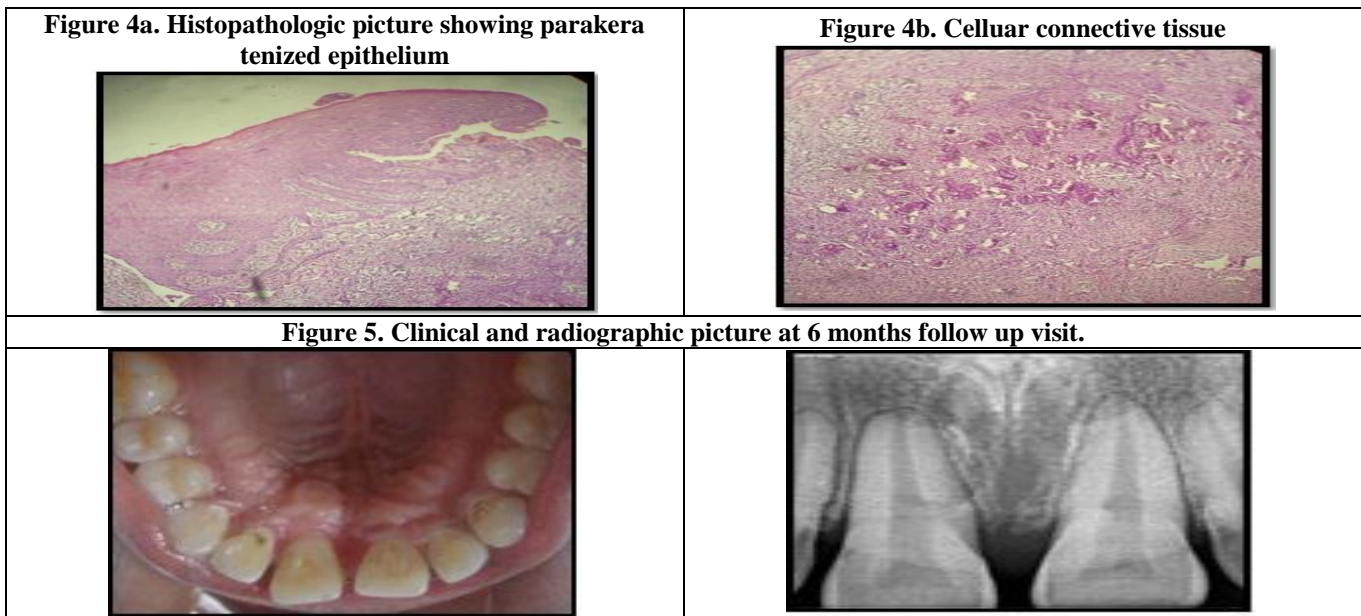 Figure 4a. Histopathologic picture showing parakera
tenized epithelium
Figure 4b. Celluar connective tissue
Figure 5. Clinical and radiographic picture at 6 months follow up visit.